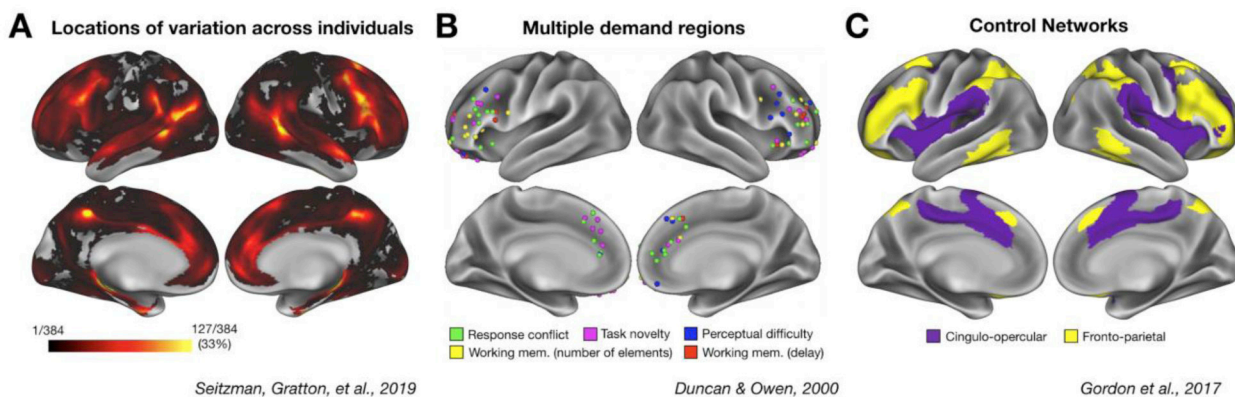 A Locations of variation across individuals
1/384 127/384
(33%)
Seitzman, Gratton, et al., 2019
B Multiple demand regions
Response conflict Task novelty Perceptual difficulty
Working mem. (number of elements) Working mem. (delay)
Duncan & Owen, 2000
C Control Networks
Cingulo-opercular Fronto-parietal
Gordon et al., 2017